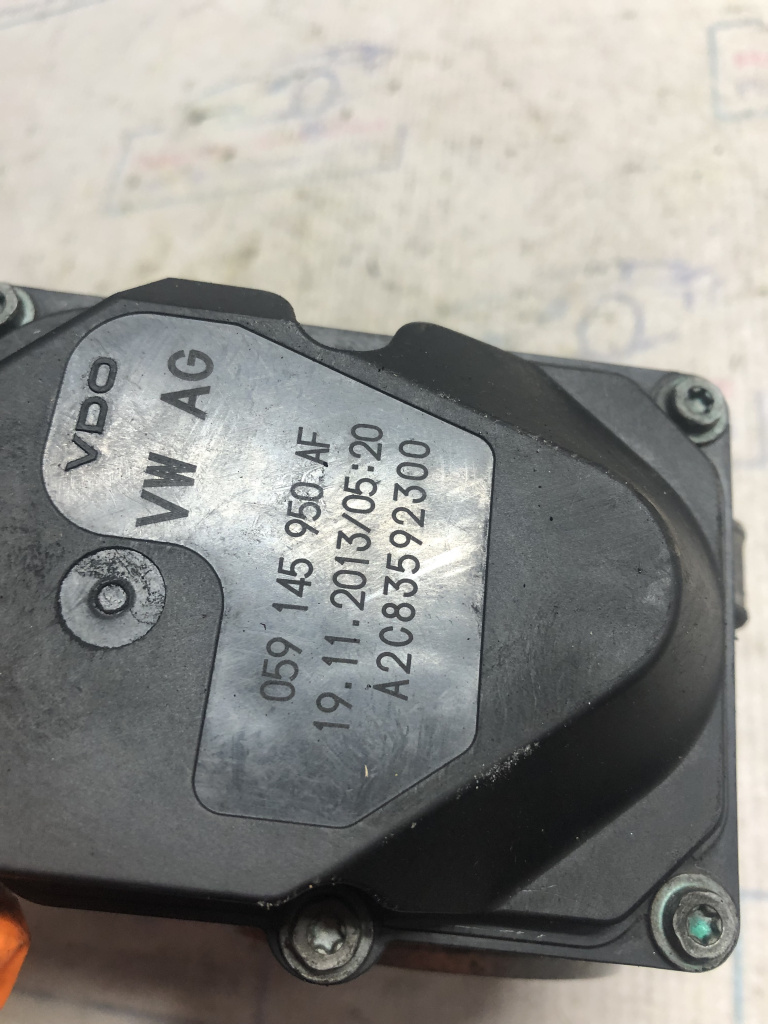 VDO
VW AG
059 145 950 AF
19.11.2013/05:20
A2C83592300